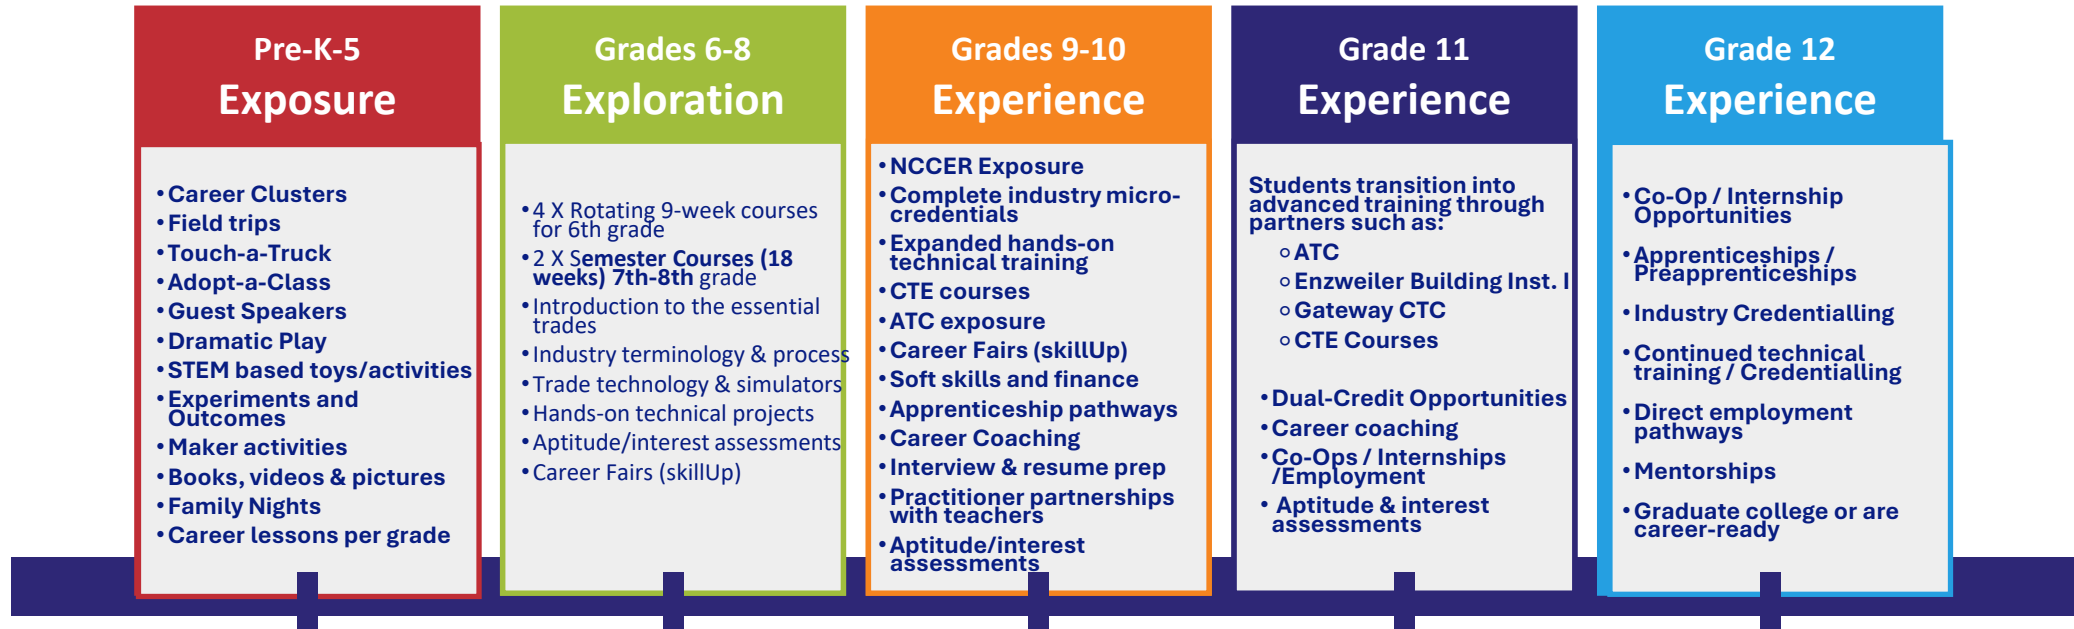 Pre-K-5
Exposure
•Career Clusters
•Field trips
•Touch-a-Truck
•Adopt-a-Class
•Guest Speakers
•Dramatic Play
•STEM based toys/activities
•Experiments and
Outcomes
•Maker activities
•Books, videos & pictures
•Family Nights
•Career lessons per grade
Grades 6-8
Exploration
•4 X Rotating 9-week courses
for 6th grade
•2 X Semester Courses (18
weeks) 7th-8th grade
•Introduction to the essential
trades
•Industry terminology & process
•Trade technology & simulators
•Hands-on technical projects
•Aptitude/interest assessments
•Career Fairs (skillUp)
Grades 9-10
Experience
•NCCER Exposure
•Complete industry micro-
credentials
•Expanded hands-on
technical training
•CTE courses
•ATC exposure
•Career Fairs (skillUp)
•Soft skills and finance
•Apprenticeship pathways
•Career Coaching
•Interview & resume prep
•Practitioner partnerships
with teachers
•Aptitude/interest
assessments
Grade 11
Experience
Students transition into
advanced training through
partners such as:
○ATC
○Enzweiler Building Inst. I
○Gateway CTC
○CTE Courses
•Dual-Credit Opportunities
•Career coaching
•Co-Ops / Internships
/Employment
• Aptitude & interest
assessments
Grade 12
Experience
•Co-Op / Internship
Opportunities
•Apprenticeships /
Preapprenticeships
•Industry Credentialling
•Continued technical
training / Credentialling
•Direct employment
pathways
•Mentorships
•Graduate college or are
career-ready